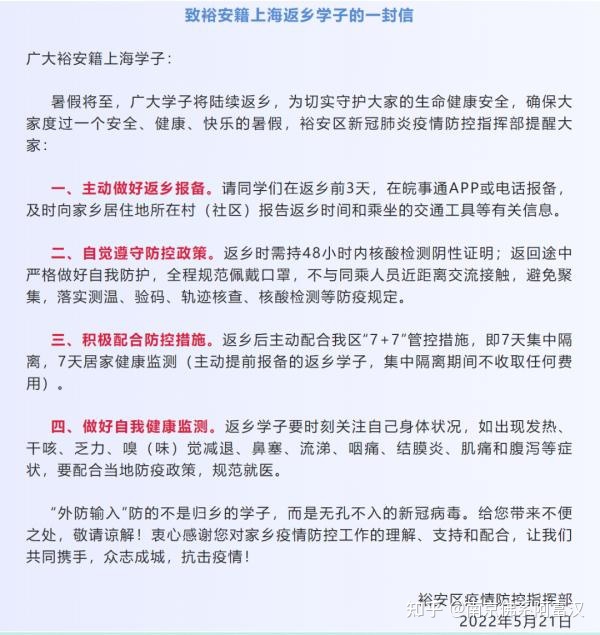 致裕安籍上海返乡学子的一封信
广大裕安籍上海学子：
暑假将至，广大学子将陆续返乡，为切实守护大家的生命健康安全，确保大
家度过一个安全、健康、快乐的暑假，裕安区新冠肺炎疫情防控指挥部提醒大
家：
一、主动做好返乡报备。请同学们在返乡前3天，在皖事通APP或电话报备，
及时向家乡居住地所在村（社区）报告返乡时间和乘坐的交通工具等有关信息。
二、自觉遵守防控政策。返乡时需持48小时内核酸检测阴性证明；返回途中
严格做好自我防护，全程规范佩戴口罩，不与同乘人员近距离交流接触，避免聚
集，落实测温、验码、轨迹核查、核酸检测等防疫规定。
三、积极配合防控措施。返乡后主动配合我区“7+7”管控措施，即7天集中隔
离，7天居家健康监测（主动提前报备的返乡学子，集中隔离期间不收取任何费
用）。
四、做好自我健康监测。返乡学子要时刻关注自己身体状况，如出现发热、
干咳、乏力、嗅（味）觉减退、鼻塞、流涕、咽痛、结膜炎、肌痛和腹泻等症
状，要配合当地防疫政策，规范就医。
“外防输入”防的不是归乡的学子，而是无孔不入的新冠病毒。给您带来不便
之处，敬请谅解！衷心感谢您对家乡疫情防控工作的理解、支持和配合，让我们
共同携手，众志成城，抗击疫情！
裕安区疫情防控指挥部
知乎 @南京佛系阿富汗
2022年5月21日